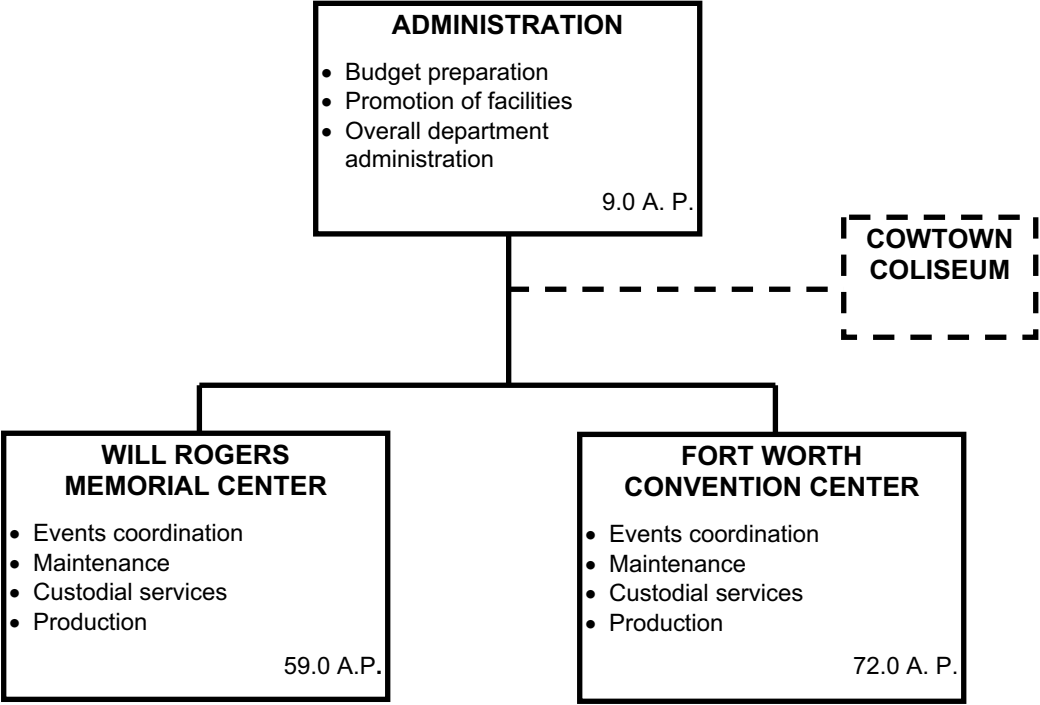 ADMINISTRATION
• Budget preparation
• Promotion of facilities
• Overall department
administration
9.0 A. P.
COWTOWN
COLISEUM
WILL ROGERS
MEMORIAL CENTER
• Events coordination
• Maintenance
• Custodial services
• Production
59.0 A.P.
FORT WORTH
CONVENTION CENTER
• Events coordination
• Maintenance
• Custodial services
• Production
72.0 A. P.